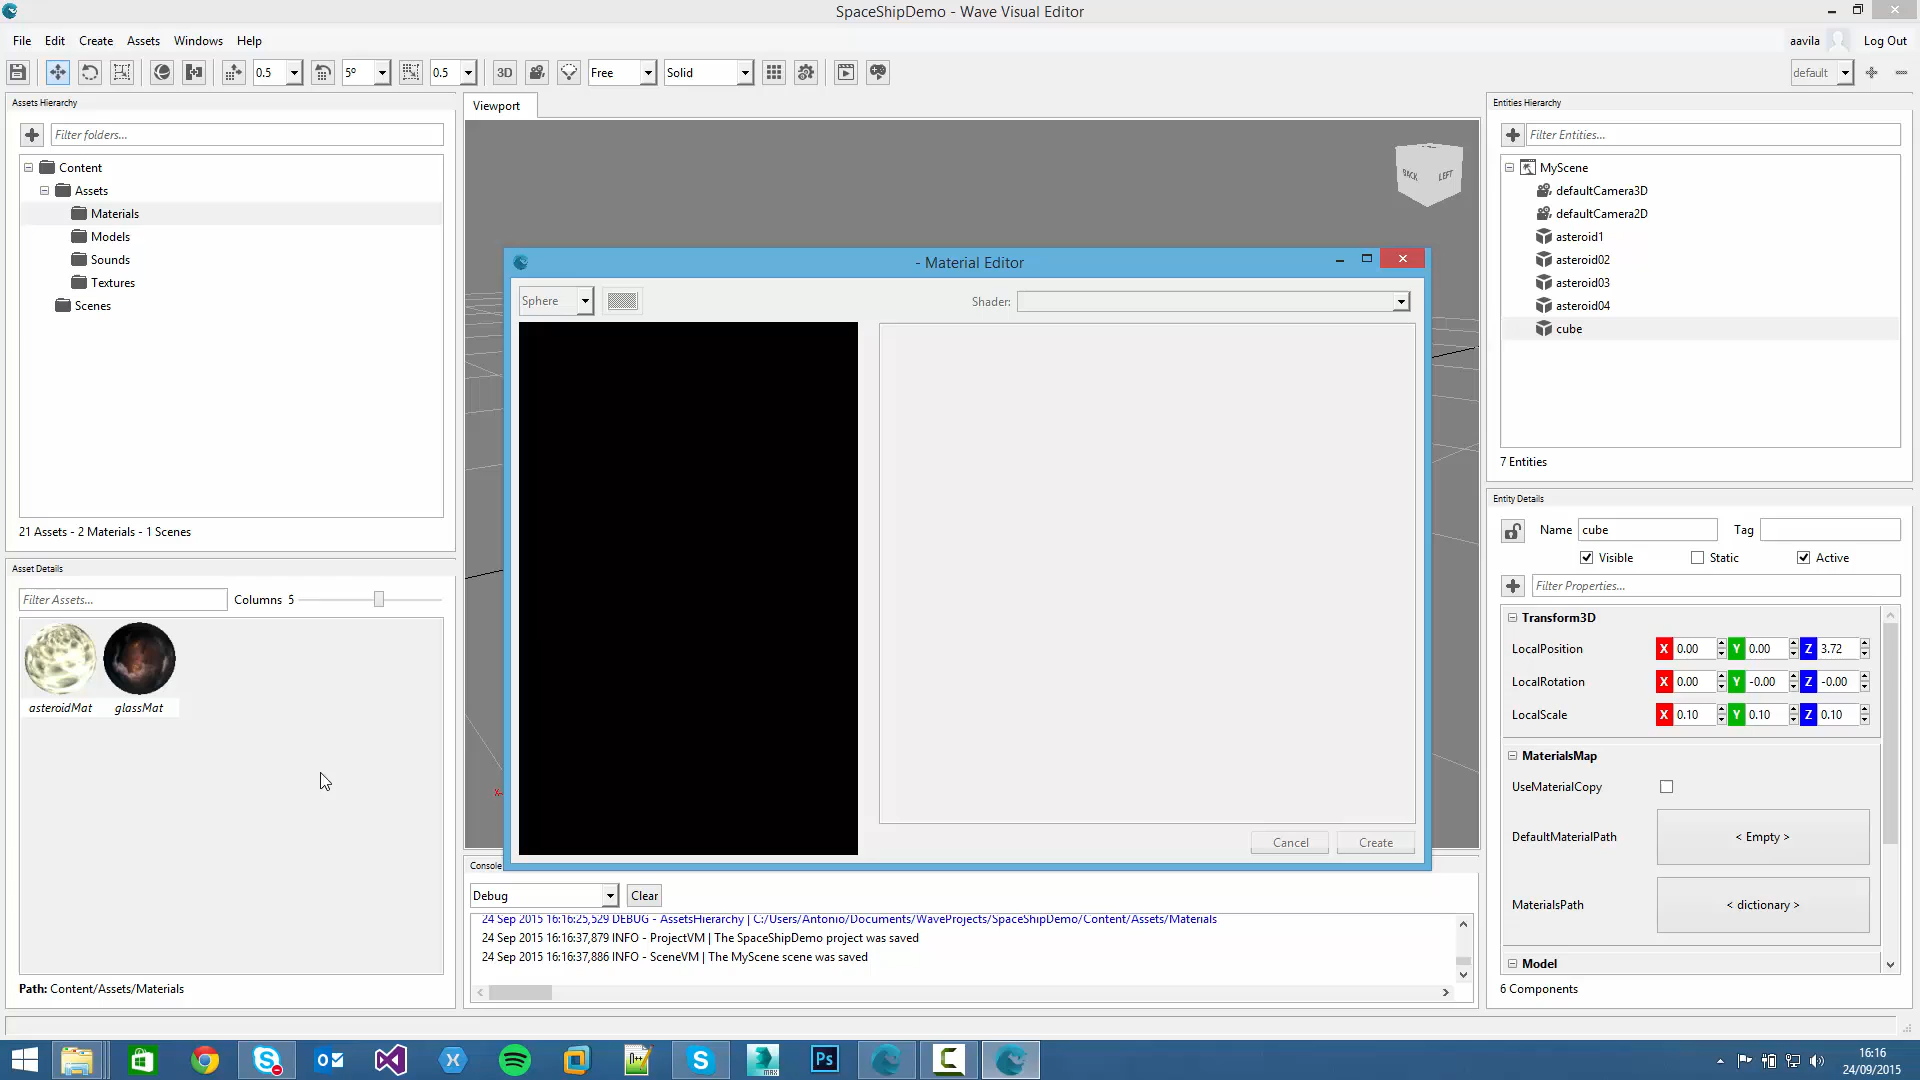 SpaceShipDemo - Wave Visual Editor
File Edit Create Assets Windows Help
aavila Log Out
0.5 5º 0.5 3D Free Solid default
Assets Hierarchy
Filter folders...
Content
Assets
Materials
Models
Sounds
Textures
Scenes
21 Assets - 2 Materials - 1 Scenes
Asset Details
Filter Assets... Columns 5
asteroidMat glassMat
Path: Content/Assets/Materials
Viewport
BACK LEFT
- Material Editor
Sphere Shader:
Cancel Create
Console
Debug Clear
24 Sep 2015 16:16:25,529 DEBUG - AssetsHierarchy | C:/Users/Antonio/Documents/WaveProjects/SpaceShipDemo/Content/Assets/Materials
24 Sep 2015 16:16:37,879 INFO - ProjectVM | The SpaceShipDemo project was saved
24 Sep 2015 16:16:37,886 INFO - SceneVM | The MyScene scene was saved
Entities Hierarchy
Filter Entities...
MyScene
defaultCamera3D
defaultCamera2D
asteroid1
asteroid02
asteroid03
asteroid04
cube
7 Entities
Entity Details
Name cube Tag
Visible Static Active
Filter Properties...
Transform3D
LocalPosition X 0.00 Y 0.00 Z 3.72
LocalRotation X 0.00 Y -0.00 Z -0.00
LocalScale X 0.10 Y 0.10 Z 0.10
MaterialsMap
UseMaterialCopy
DefaultMaterialPath < Empty >
MaterialsPath < dictionary >
Model
6 Components
16:16
24/09/2015